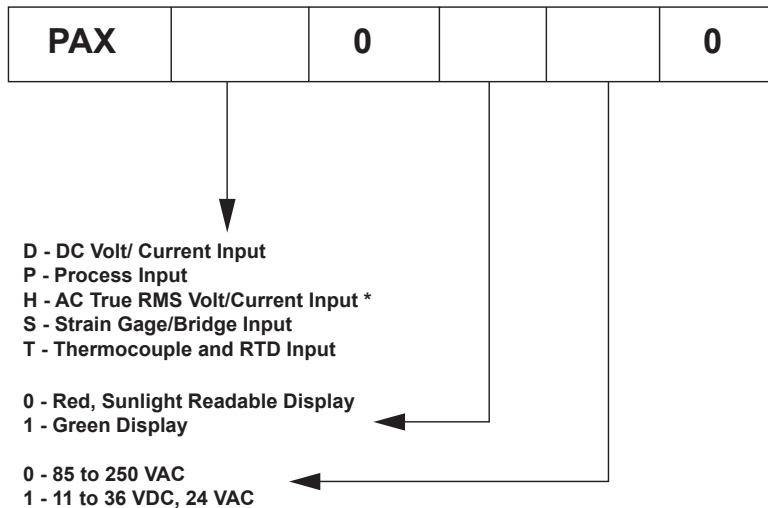 PAX 0 0
D - DC Volt/ Current Input
P - Process Input
H - AC True RMS Volt/Current Input *
S - Strain Gage/Bridge Input
T - Thermocouple and RTD Input
0 - Red, Sunlight Readable Display
1 - Green Display
0 - 85 to 250 VAC
1 - 11 to 36 VDC, 24 VAC